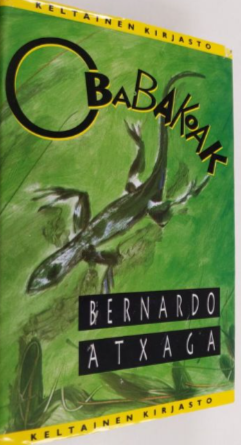 KELTAINEN KIRJASTO
OBABAKOAK
BERNARDO
ATXAGA
KELTAINEN KIRJASTO